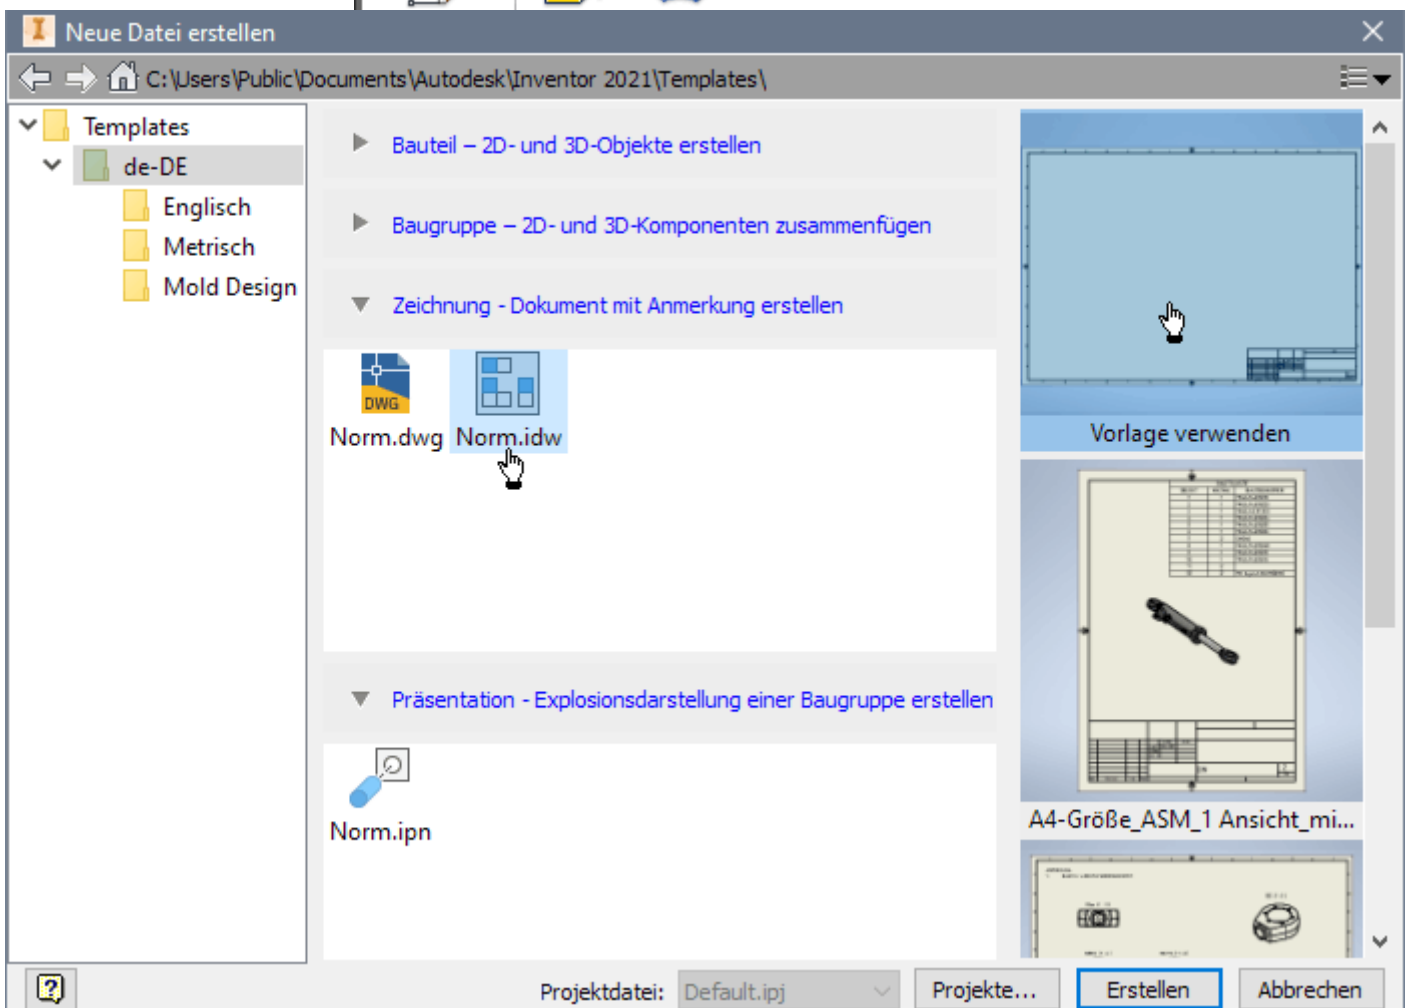 Neue Datei erstellen
C:\Users\Public\Documents\Autodesk\Inventor 2021\Templates\
Templates
de-DE
Englisch
Metrisch
Mold Design
Bauteil – 2D- und 3D-Objekte erstellen
Baugruppe – 2D- und 3D-Komponenten zusammenfügen
Zeichnung - Dokument mit Anmerkung erstellen
DWG
Norm.dwg
Norm.idw
Präsentation - Explosionsdarstellung einer Baugruppe erstellen
Norm.ipn
Vorlage verwenden
A4-Größe_ASM_1 Ansicht_mi...
Projektdatei:
Default.ipj
Projekte...
Erstellen
Abbrechen